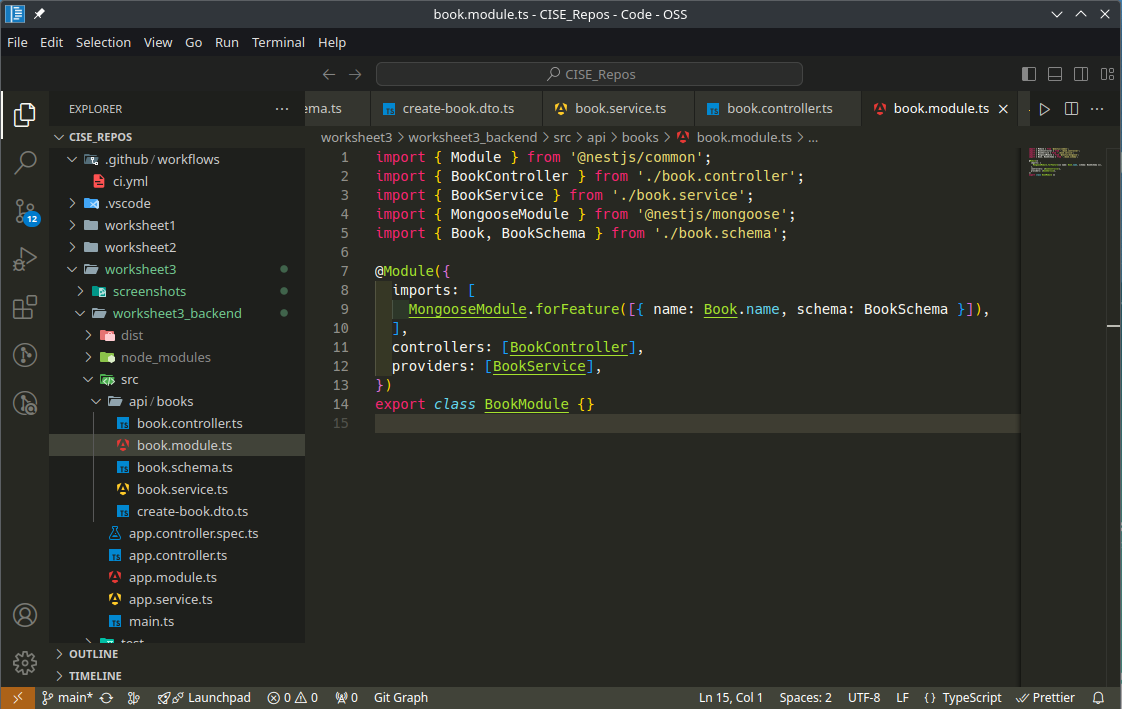 book.module.ts - CISE_Repos - Code - OSS
File Edit Selection View Go Run Terminal Help
CISE_Repos
EXPLORER
ema.ts create-book.dto.ts book.service.ts book.controller.ts book.module.ts
CISE_REPOS
worksheet3 > worksheet3_backend > src > api > books > book.module.ts > ...
.github / workflows
ci.yml
.vscode
worksheet1
worksheet2
worksheet3
screenshots
worksheet3_backend
dist
node_modules
src
api / books
book.controller.ts
book.module.ts
book.schema.ts
book.service.ts
create-book.dto.ts
app.controller.spec.ts
app.controller.ts
app.module.ts
app.service.ts
main.ts
test
OUTLINE
TIMELINE
12
1 import { Module } from '@nestjs/common';
2 import { BookController } from './book.controller';
3 import { BookService } from './book.service';
4 import { MongooseModule } from '@nestjs/mongoose';
5 import { Book, BookSchema } from './book.schema';
6
7 @Module({
8 imports: [
9 MongooseModule.forFeature([{ name: Book.name, schema: BookSchema }]),
10 ],
11 controllers: [BookController],
12 providers: [BookService],
13 })
14 export class BookModule {}
15
main* Launchpad 0 0 0 Git Graph Ln 15, Col 1 Spaces: 2 UTF-8 LF {} TypeScript Prettier